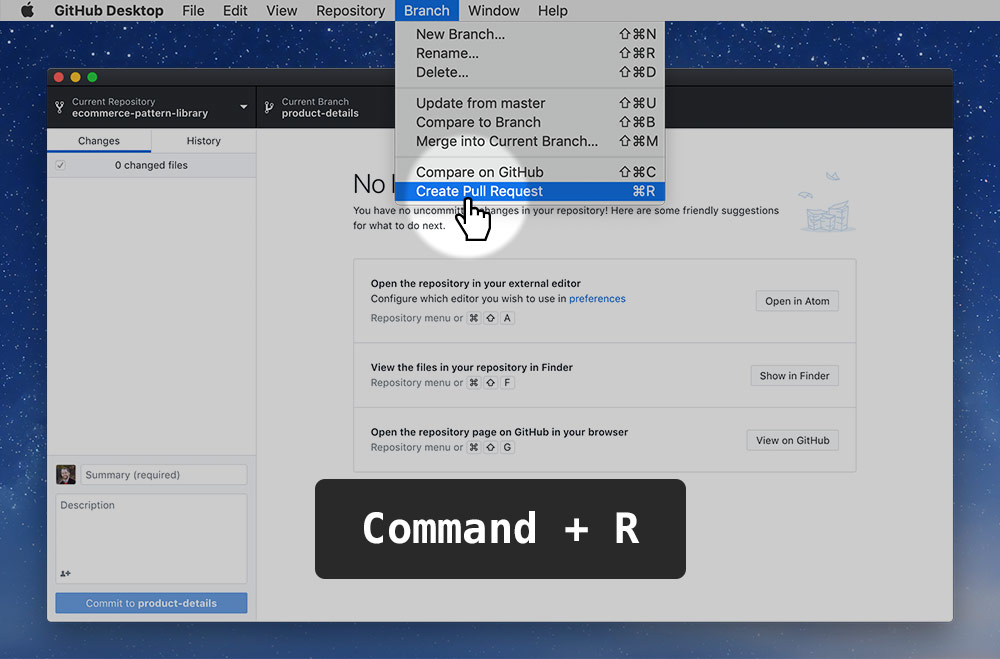 GitHub Desktop File Edit View Repository Branch Window Help
New Branch... ⇧⌘N
Rename... ⇧⌘R
Delete... ⇧⌘D
Update from master ⇧⌘U
Compare to Branch ⇧⌘B
Merge into Current Branch... ⇧⌘M
Compare on GitHub ⇧⌘C
Create Pull Request ⌘R
Current Repository
ecommerce-pattern-library
Current Branch
product-details
Changes History
0 changed files
No
You have no uncommitted changes in your repository! Here are some friendly suggestions
for what to do next.
Open the repository in your external editor
Configure which editor you wish to use in preferences
Repository menu or ⌘ ⇧ A
Open in Atom
View the files in your repository in Finder
Repository menu or ⌘ ⇧ F
Show in Finder
Open the repository page on GitHub in your browser
Repository menu or ⌘ ⇧ G
View on GitHub
Summary (required)
Description
Commit to product-details
Command + R